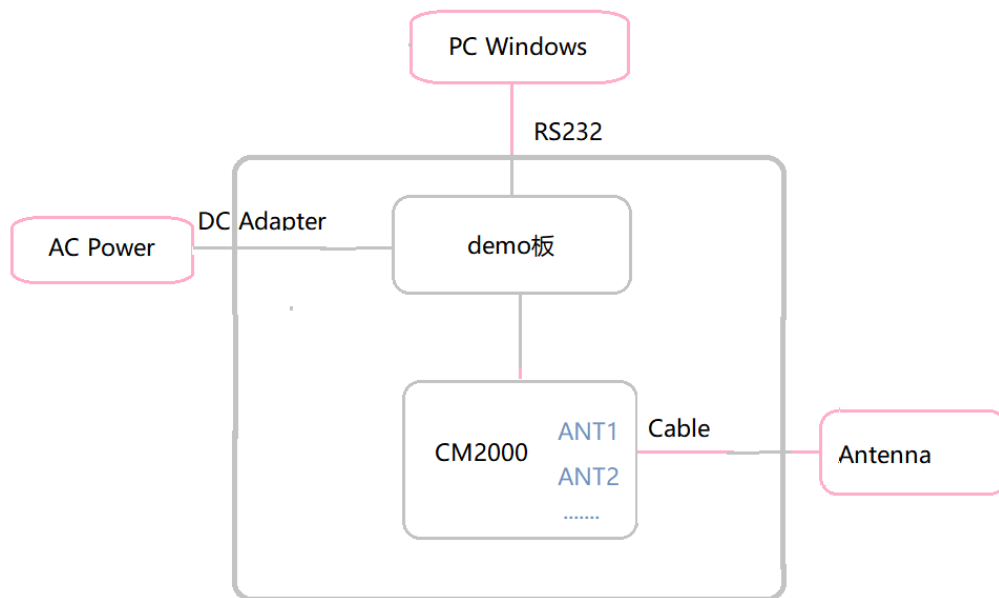 PC Windows
RS232
DC Adapter
AC Power
demo板
CM2000
ANT1
ANT2
.......
Cable
Antenna